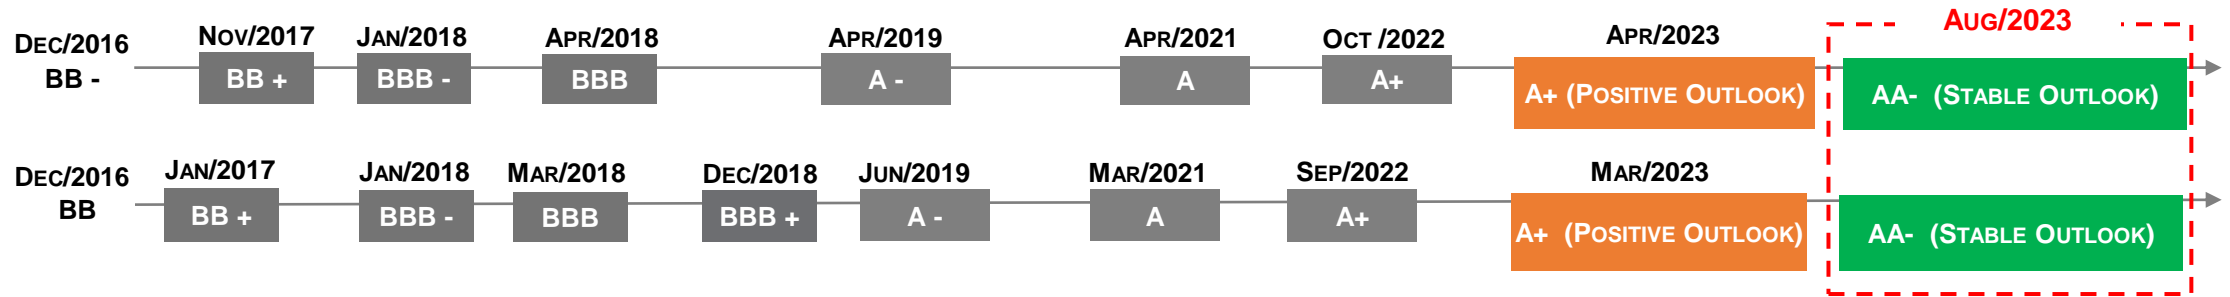 DEC/2016 NOV/2017 JAN/2018 APR/2018 APR/2019 APR/2021 OCT /2022 APR/2023 AUG/2023
BB - BB + BBB - BBB A - A A+ A+ (POSITIVE OUTLOOK) AA- (STABLE OUTLOOK)
DEC/2016 JAN/2017 JAN/2018 MAR/2018 DEC/2018 JUN/2019 MAR/2021 SEP/2022 MAR/2023
BB BB + BBB - BBB BBB + A - A A+ A+ (POSITIVE OUTLOOK) AA- (STABLE OUTLOOK)